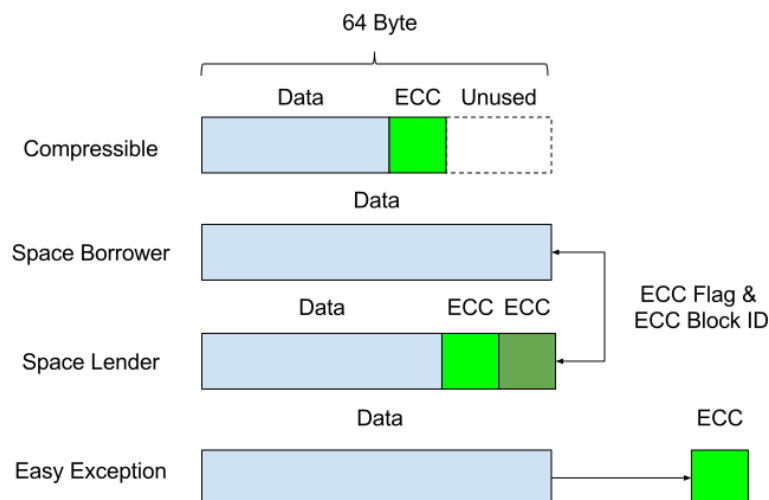 64 Byte
Data ECC Unused
Compressible
Data
Space Borrower
ECC Flag &
ECC Block ID
Data ECC ECC
Space Lender
Data ECC
Easy Exception